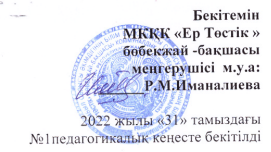 Бекітемін
МКҚК «Ер Төстік »
бөбекжай -бақшасы
меңгерушісі м.у.а:
Р.М.Иманалиева
2022 жылы «31» тамыздағы
№1педагогикалық кеңесте бекітілді